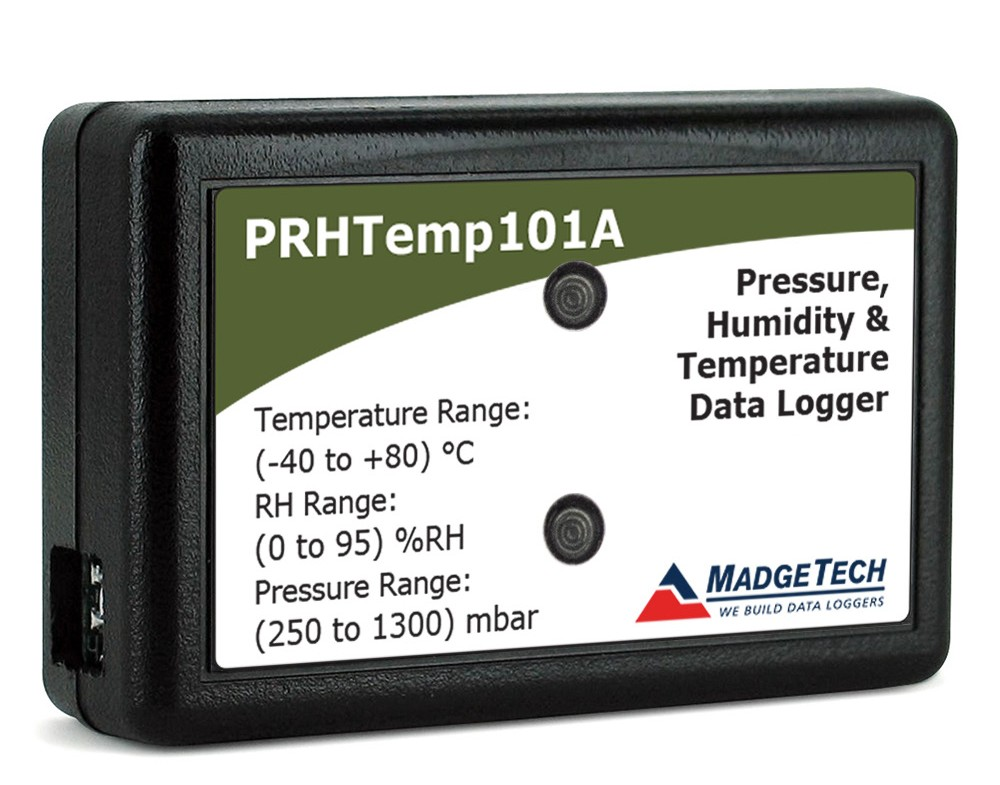 PRHTemp101A
Pressure,
Humidity &
Temperature
Data Logger
Temperature Range:
(-40 to +80) °C
RH Range:
(0 to 95) %RH
Pressure Range:
(250 to 1300) mbar
MADGETECH
WE BUILD DATA LOGGERS